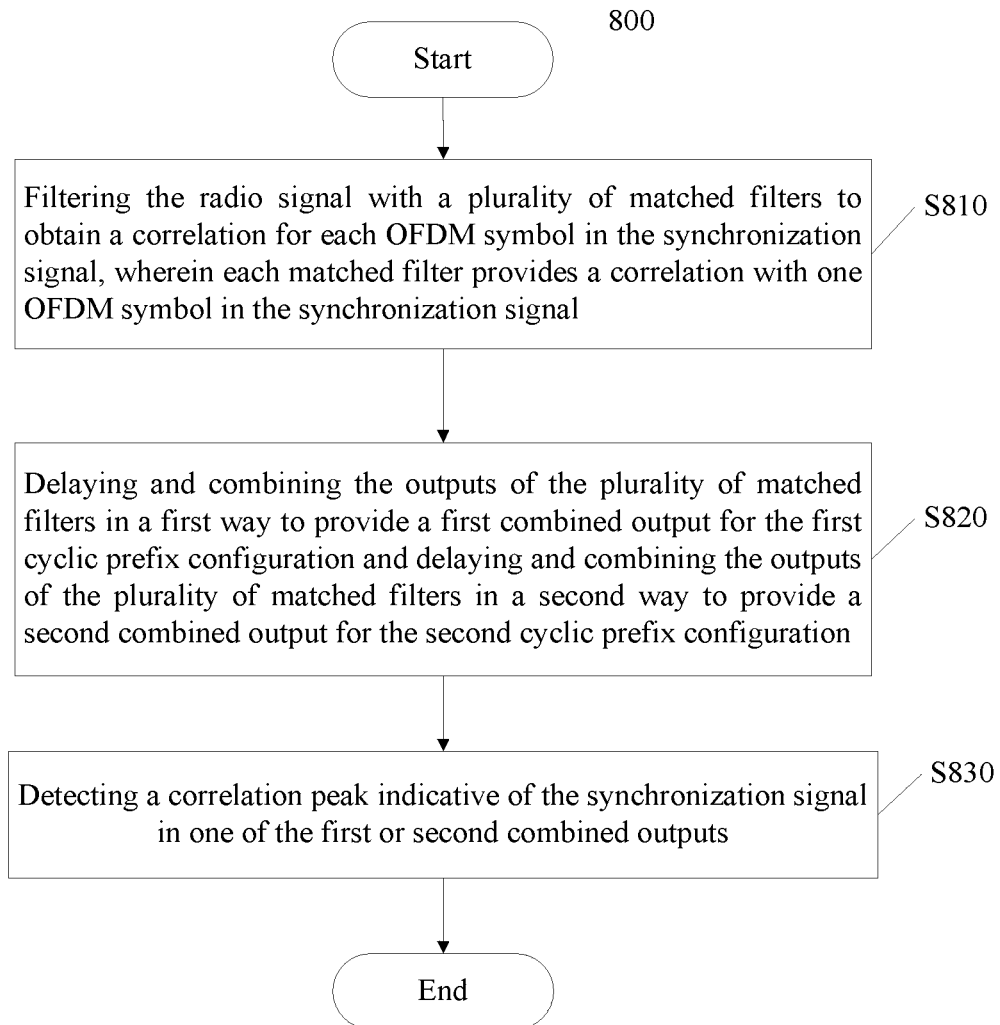 800
Start
Filtering the radio signal with a plurality of matched filters to
obtain a correlation for each OFDM symbol in the synchronization
signal, wherein each matched filter provides a correlation with one
OFDM symbol in the synchronization signal
S810
Delaying and combining the outputs of the plurality of matched
filters in a first way to provide a first combined output for the first
cyclic prefix configuration and delaying and combining the outputs
of the plurality of matched filters in a second way to provide a
second combined output for the second cyclic prefix configuration
S820
Detecting a correlation peak indicative of the synchronization signal
in one of the first or second combined outputs
S830
End